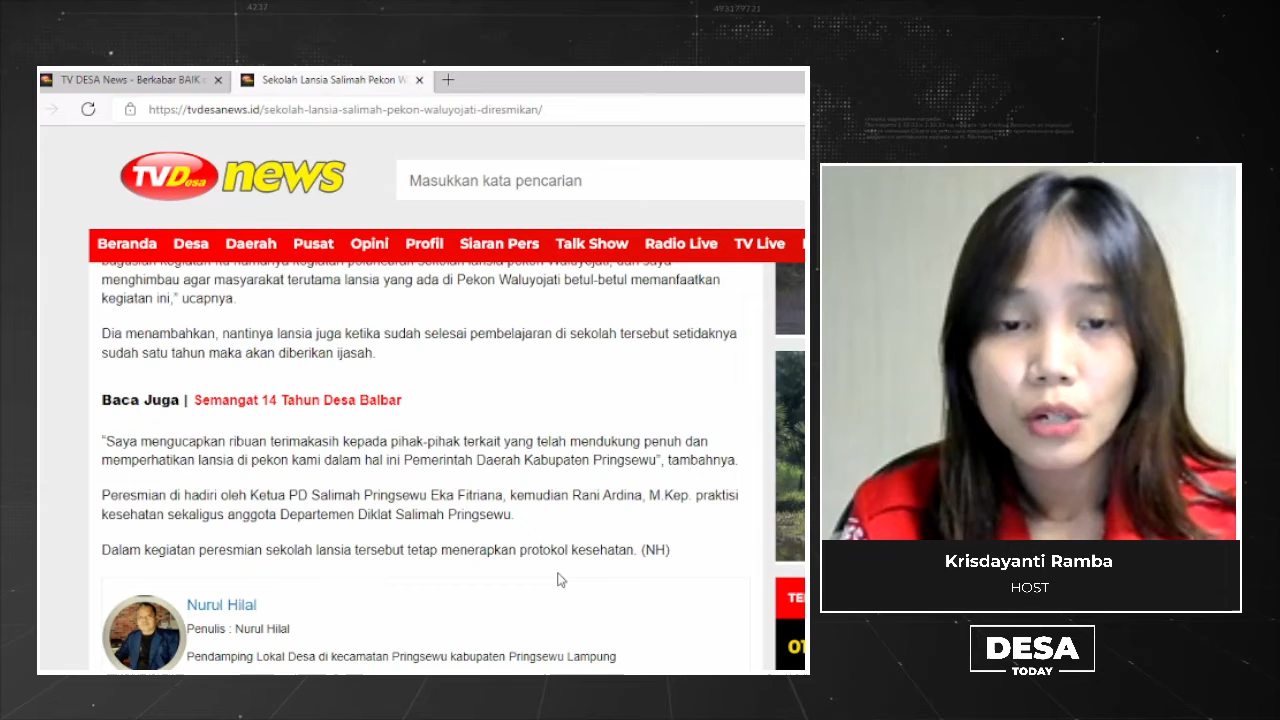 4237
493179721
TV DESA News - Berkabar BAIK
Sekolah Lansia Salimah Pekon W
https://tvdesanews.id/sekolah-lansia-salimah-pekon-waluyojati-diresmikan/
TVDesa news
Masukkan kata pencarian
Beranda Desa Daerah Pusat Opini Profil Siaran Pers Talk Show Radio Live TV Live
menghimbau agar masyarakat terutama lansia yang ada di Pekon Waluyojati betul-betul memanfaatkan
kegiatan ini,” ucapnya.
Dia menambahkan, nantinya lansia juga ketika sudah selesai pembelajaran di sekolah tersebut setidaknya
sudah satu tahun maka akan diberikan ijasah.
Baca Juga | Semangat 14 Tahun Desa Balbar
“Saya mengucapkan ribuan terimakasih kepada pihak-pihak terkait yang telah mendukung penuh dan
memperhatikan lansia di pekon kami dalam hal ini Pemerintah Daerah Kabupaten Pringsewu”, tambahnya.
Peresmian di hadiri oleh Ketua PD Salimah Pringsewu Eka Fitriana, kemudian Rani Ardina, M.Kep. praktisi
kesehatan sekaligus anggota Departemen Diklat Salimah Pringsewu.
Dalam kegiatan peresmian sekolah lansia tersebut tetap menerapkan protokol kesehatan. (NH)
Nurul Hilal
Penulis : Nurul Hilal
Pendamping Lokal Desa di kecamatan Pringsewu kabupaten Pringsewu Lampung
TE
01
Krisdayanti Ramba
HOST
DESA
TODAY